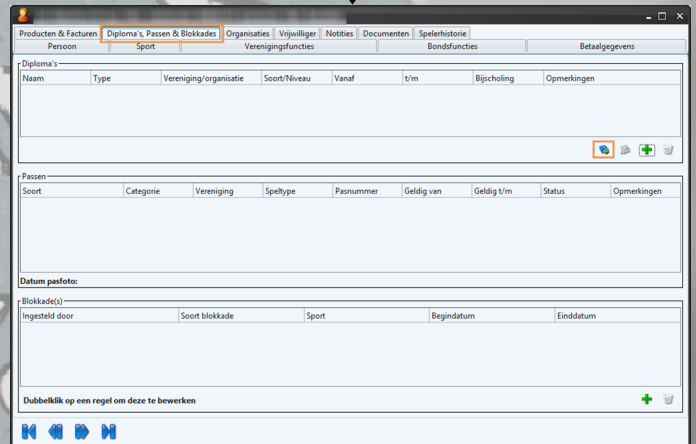 Producten & Facturen Diploma's, Passen & Blokkades Organisaties Vrijwilliger Notities Documenten Spelerhistorie
Persoon Sport Verenigingsfuncties Bondsfuncties Betaalgegevens
Diploma's
Naam Type Vereniging/organisatie Soort/Niveau Vanaf t/m Bijscholing Opmerkingen
Passen
Soort Categorie Vereniging Speltype Pasnummer Geldig van Geldig t/m Status Opmerkingen
Datum pasfoto:
Blokkade(s)
Ingesteld door Soort blokkade Sport Begindatum Einddatum
Dubbelklik op een regel om deze te bewerken